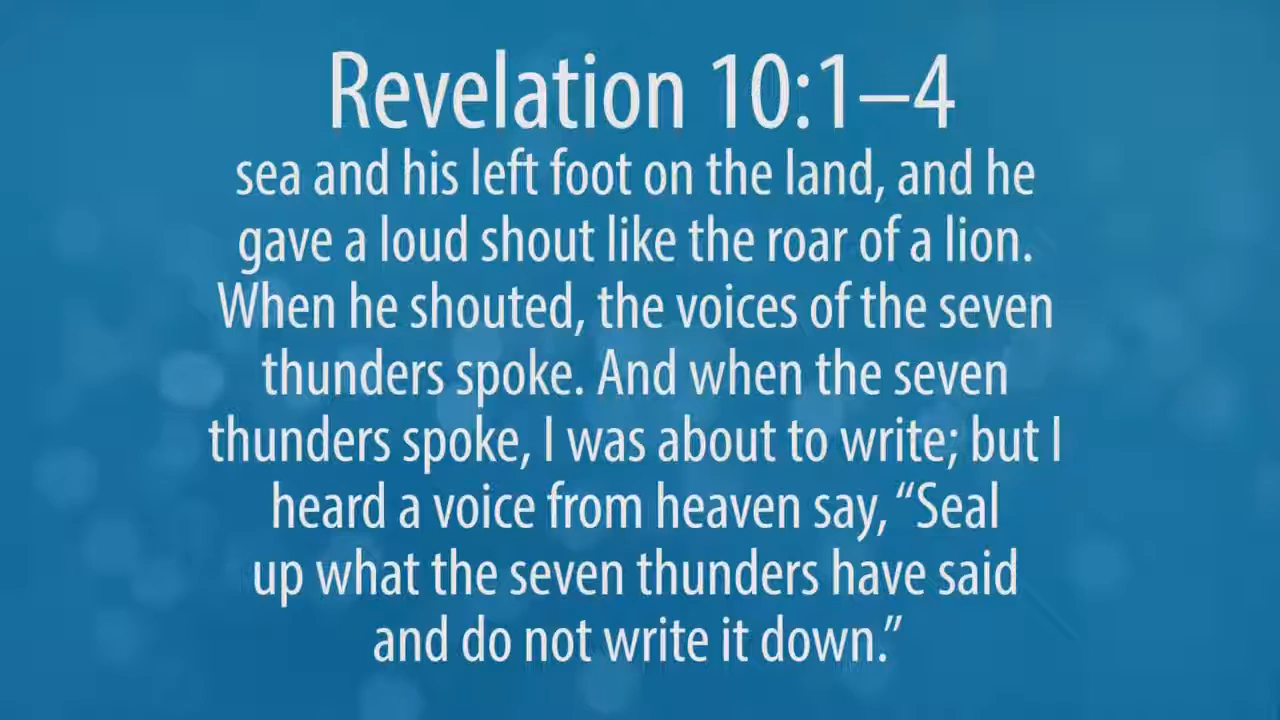 Revelation 10:1–4
sea and his left foot on the land, and he
gave a loud shout like the roar of a lion.
When he shouted, the voices of the seven
thunders spoke. And when the seven
thunders spoke, I was about to write; but I
heard a voice from heaven say, “Seal
up what the seven thunders have said
and do not write it down.”